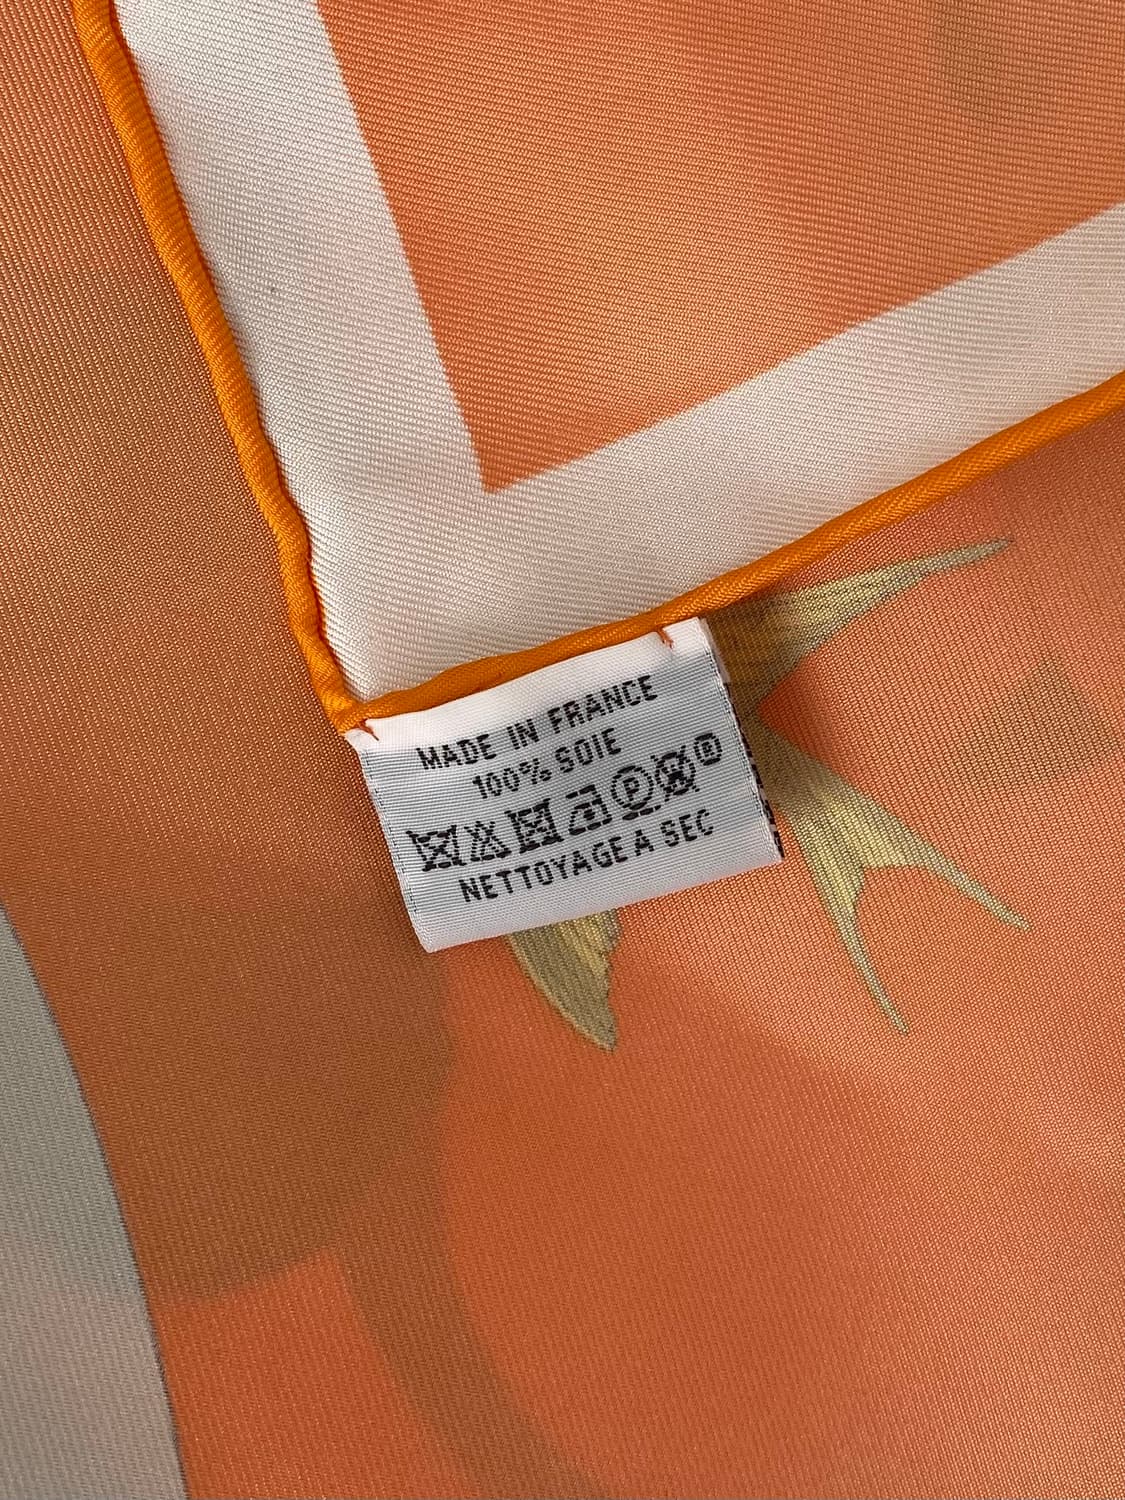 MADE IN FRANCE
100% SOIE
P ®
NETTOYAGE A SEC